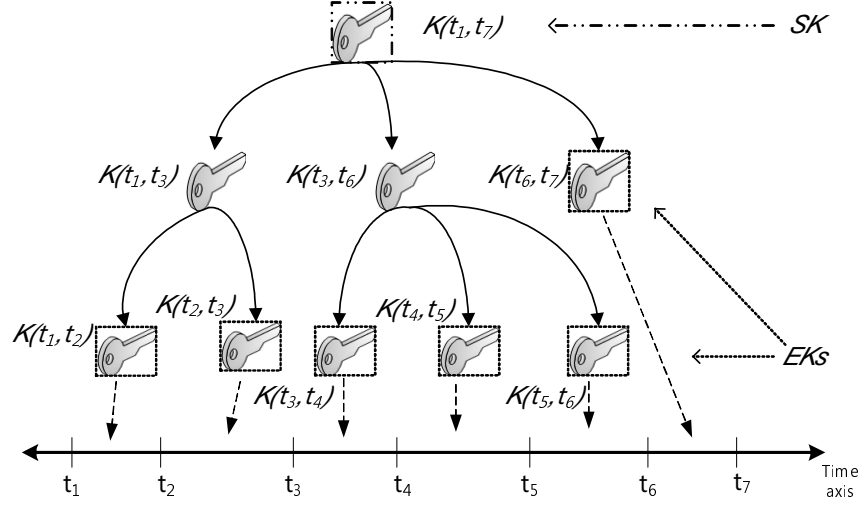 K(t₁, t₇)
SK
K(t₁, t₃)
K(t₃, t₆)
K(t₆, t₇)
K(t₁, t₂)
K(t₂, t₃)
K(t₄, t₅)
EKs
K(t₃, t₄)
K(t₅, t₆)
t₁ t₂ t₃ t₄ t₅ t₆ t₇
Time
axis